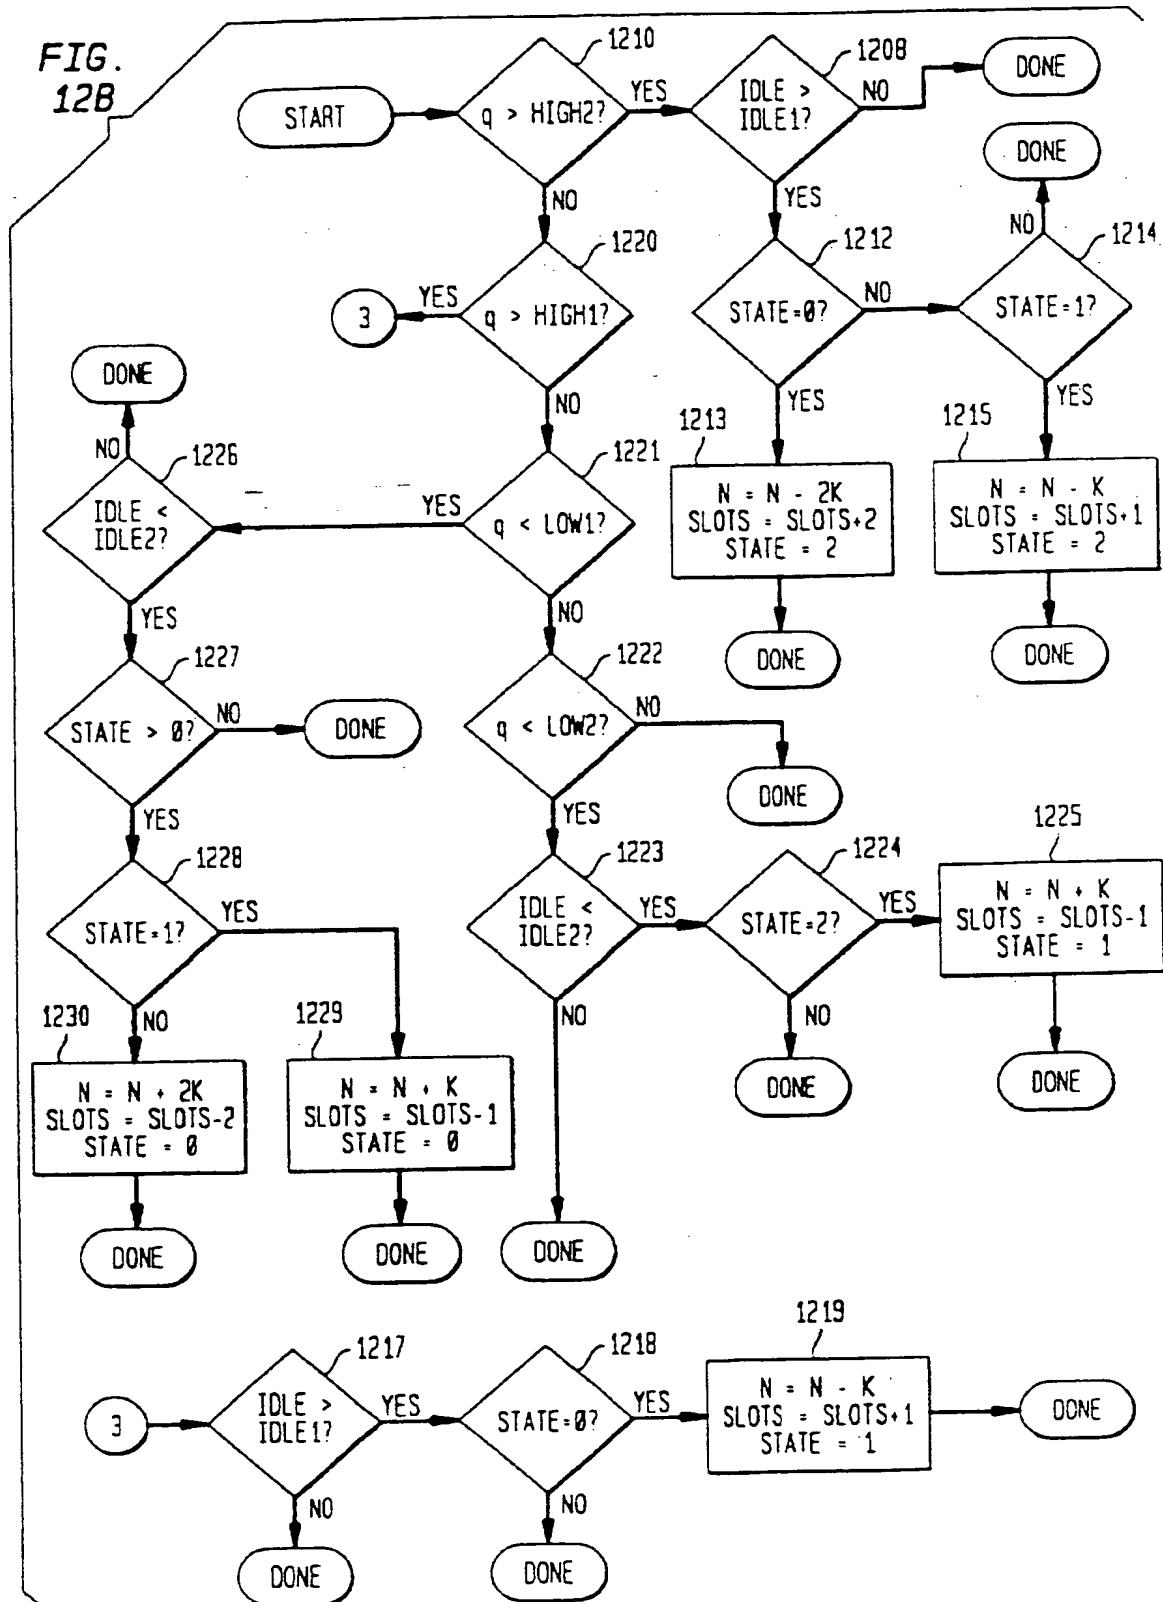 FIG.
12B
START
1210
q > HIGH2?
YES
NO
1208
IDLE >
IDLE1?
NO
YES
DONE
DONE
1220
q > HIGH1?
YES
NO
3
1212
STATE=0?
NO
YES
1214
STATE=1?
NO
YES
DONE
1226
IDLE <
IDLE2?
NO
YES
1221
q < LOW1?
YES
NO
1213
N = N - 2K
SLOTS = SLOTS+2
STATE = 2
DONE
1215
N = N - K
SLOTS = SLOTS+1
STATE = 2
DONE
1227
STATE > 0?
NO
YES
DONE
1222
q < LOW2?
NO
YES
DONE
1228
STATE=1?
YES
NO
1223
IDLE <
IDLE2?
YES
NO
1224
STATE=2?
YES
NO
1225
N = N + K
SLOTS = SLOTS-1
STATE = 1
DONE
DONE
1230
N = N + 2K
SLOTS = SLOTS-2
STATE = 0
DONE
1229
N = N + K
SLOTS = SLOTS-1
STATE = 0
DONE
DONE
3
1217
IDLE >
IDLE1?
YES
NO
DONE
1218
STATE=0?
YES
NO
DONE
1219
N = N - K
SLOTS = SLOTS+1
STATE = 1
DONE